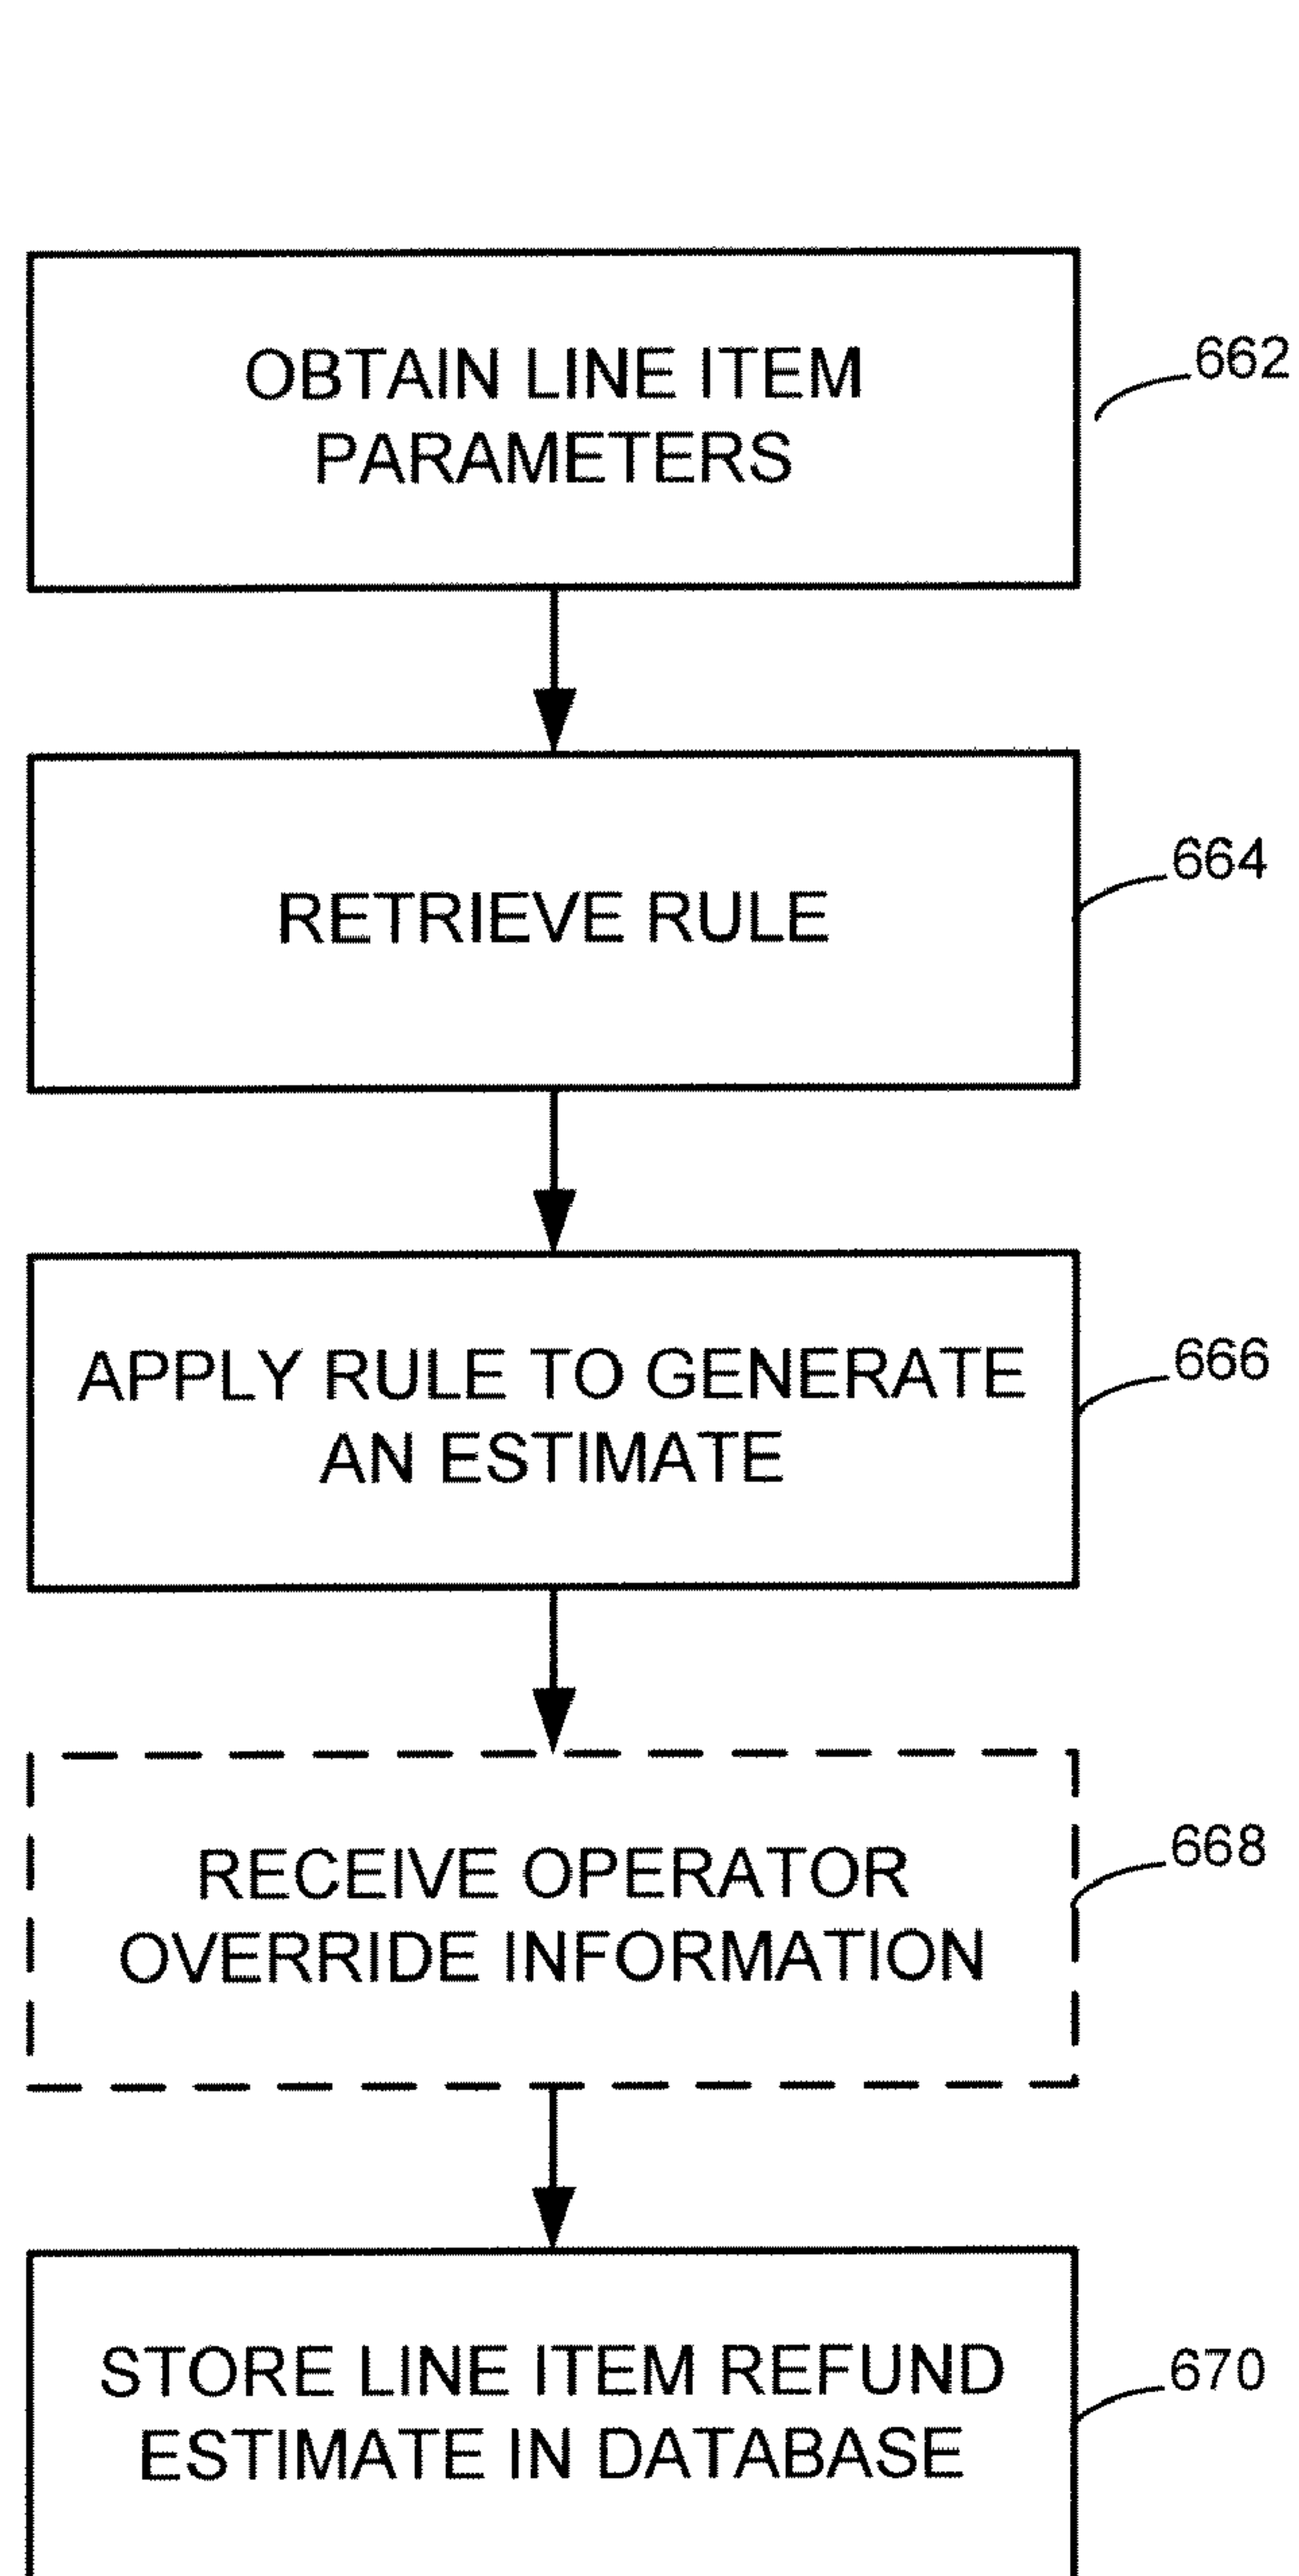 OBTAIN LINE ITEM
PARAMETERS
662
RETRIEVE RULE
664
APPLY RULE TO GENERATE
AN ESTIMATE
666
RECEIVE OPERATOR
OVERRIDE INFORMATION
668
STORE LINE ITEM REFUND
ESTIMATE IN DATABASE
670